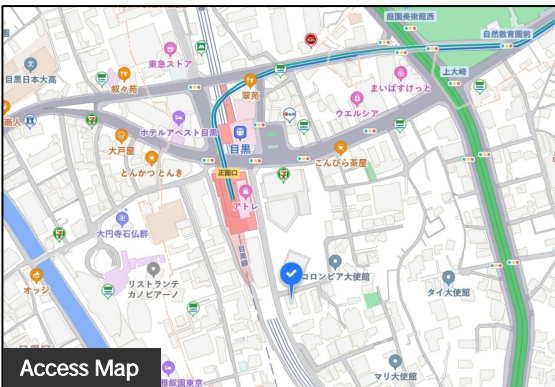 庭園美術館西
自然教育園前
東急ストア
目黒日本大高
叙々苑
上大崎
翠苑
まいばすけっと
ウエルシア
ホテルアベスト目黒
大戸屋
目黒
とんかつ とんき
こんぴら茶屋
正面口
アトレ
大円寺石仏群
目黒線
コロンビア大使館
リストランテ
カノビアーノ
タイ大使館
オッジ
マリ大使館
Access Map